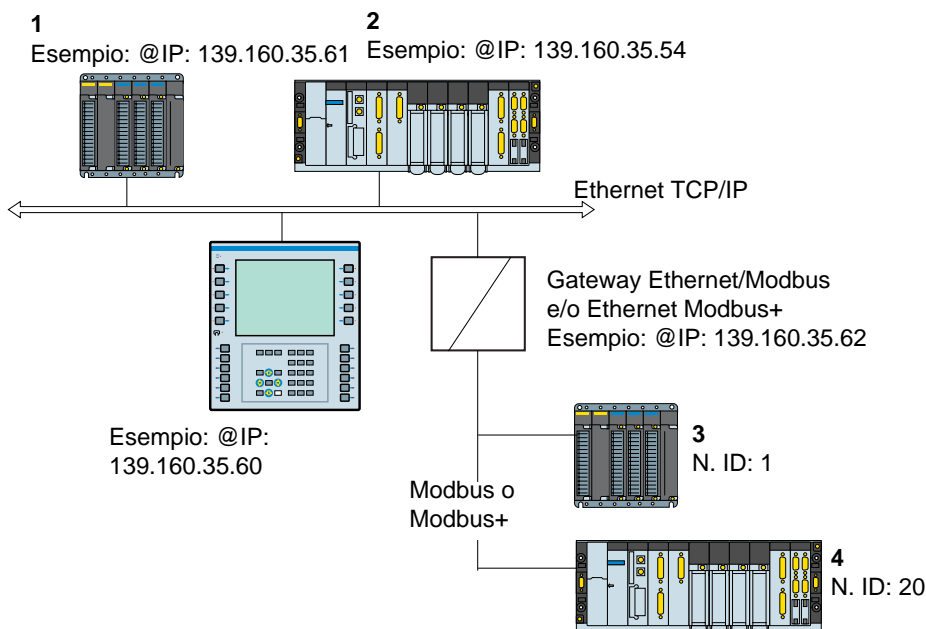 1
Esempio: @IP: 139.160.35.61
2
Esempio: @IP: 139.160.35.54
Ethernet TCP/IP
Gateway Ethernet/Modbus
e/o Ethernet Modbus+
Esempio: @IP: 139.160.35.62
Esempio: @IP:
139.160.35.60
3
N. ID: 1
Modbus o
Modbus+
4
N. ID: 20